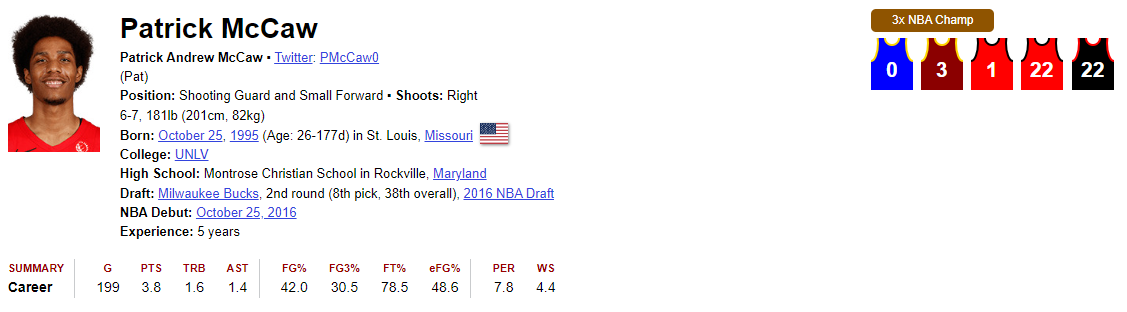 Patrick McCaw
Patrick Andrew McCaw ▪ Twitter: PMcCaw0
(Pat)
Position: Shooting Guard and Small Forward ▪ Shoots: Right
6-7, 181lb (201cm, 82kg)
Born: October 25, 1995 (Age: 26-177d) in St. Louis, Missouri
College: UNLV
High School: Montrose Christian School in Rockville, Maryland
Draft: Milwaukee Bucks, 2nd round (8th pick, 38th overall), 2016 NBA Draft
NBA Debut: October 25, 2016
Experience: 5 years
3x NBA Champ
0 3 1 22 22
SUMMARY G PTS TRB AST FG% FG3% FT% eFG% PER WS
Career 199 3.8 1.6 1.4 42.0 30.5 78.5 48.6 7.8 4.4